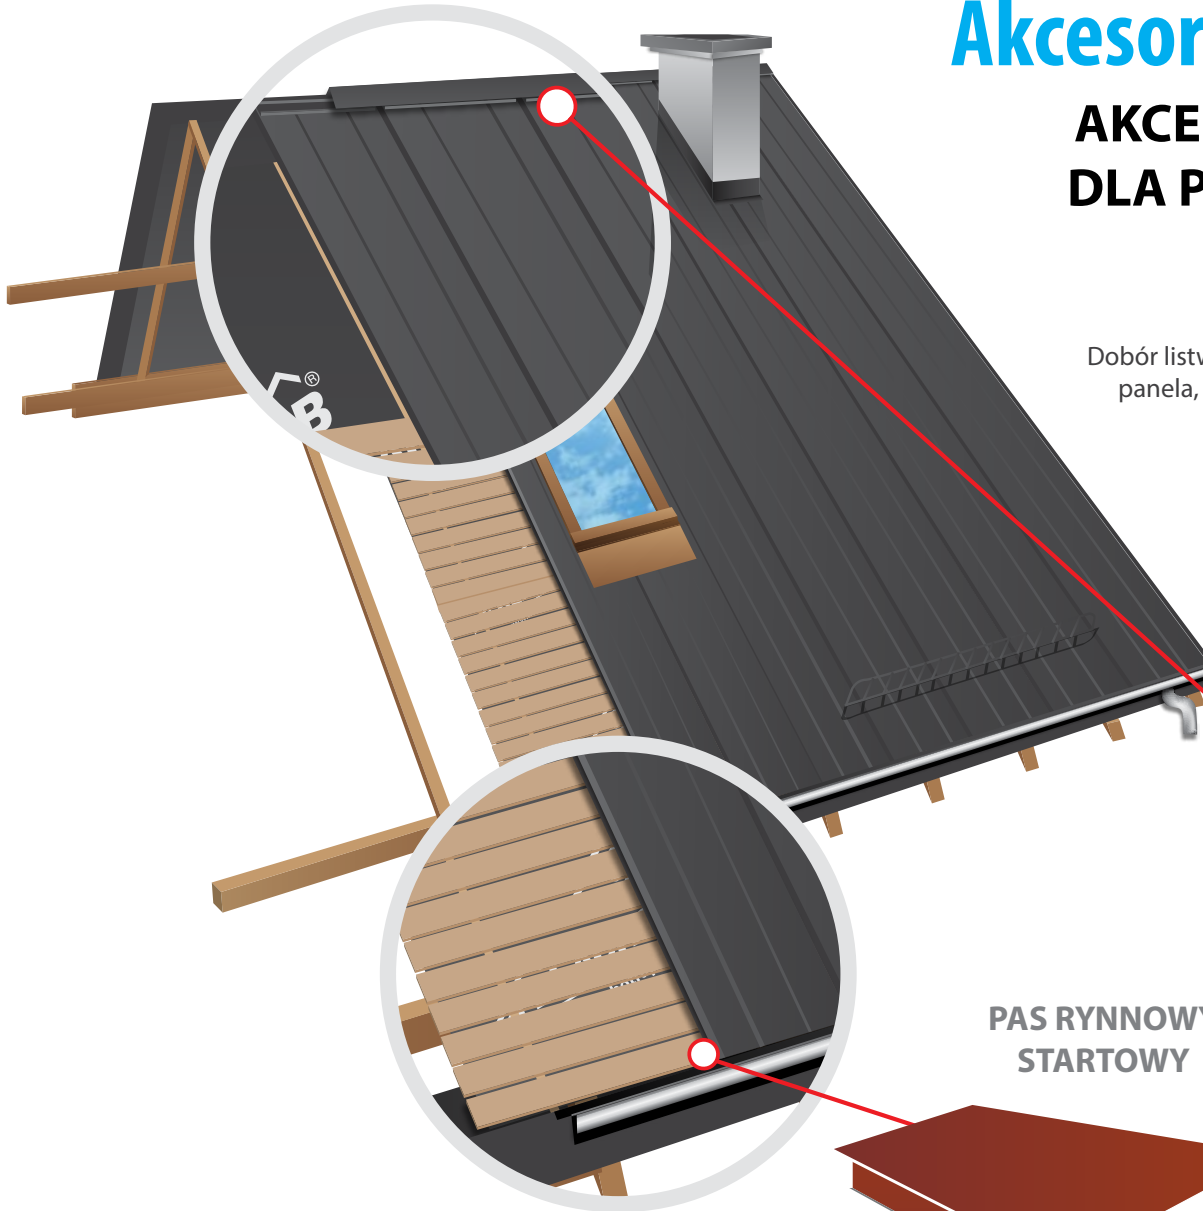 Akcesor
AKCE
DLA P
Dobór listw
panela,
B®
PAS RYNNOWY
STARTOWY